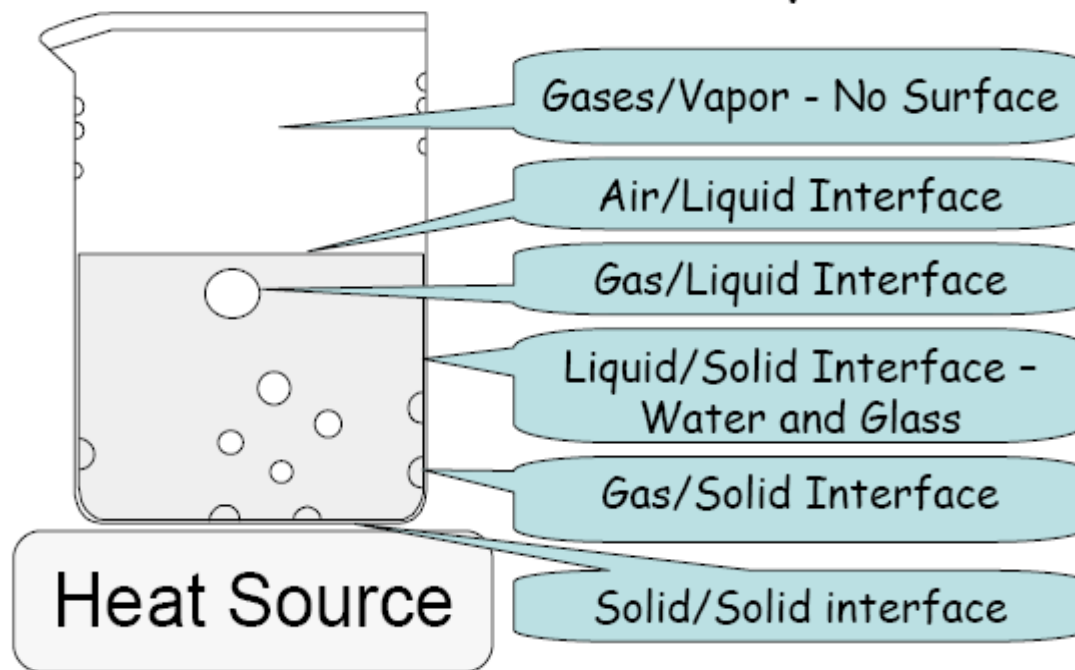 Gases/Vapor - No Surface
Air/Liquid Interface
Gas/Liquid Interface
Liquid/Solid Interface –
Water and Glass
Gas/Solid Interface
Solid/Solid interface
Heat Source